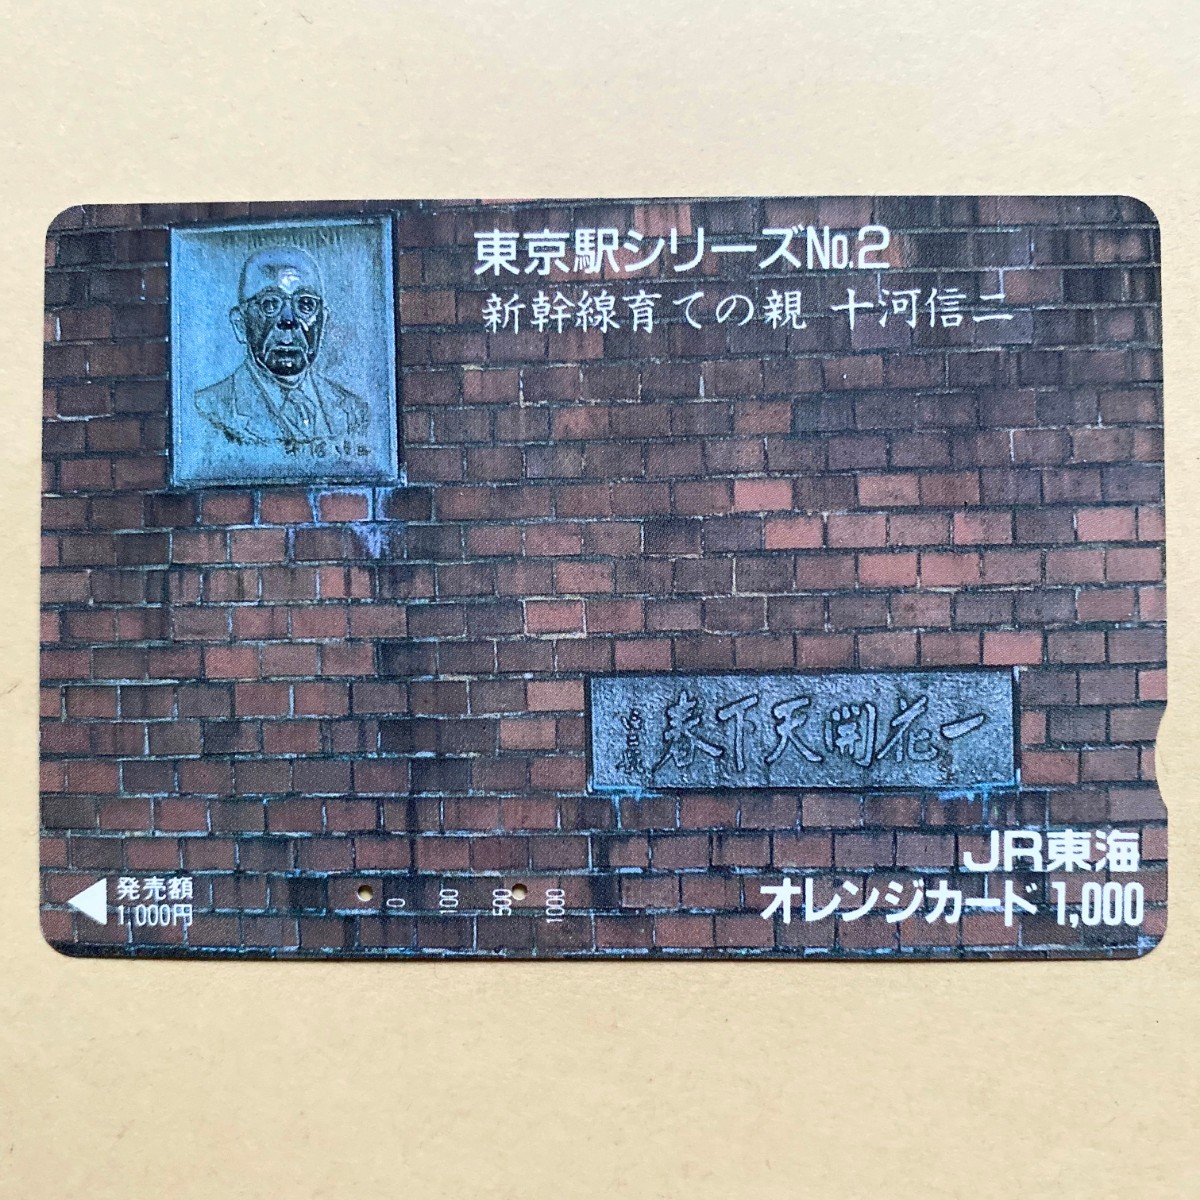 東京駅シリーズNo.2
新幹線育ての親 十河信二
一花開天下春
JR東海
オレンジカード 1,000
発売額
1,000円
0 100 500 1000